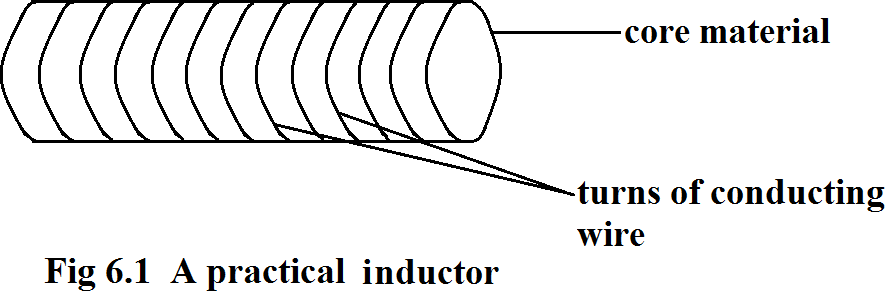 core material
turns of conducting
wire
Fig 6.1 A practical inductor